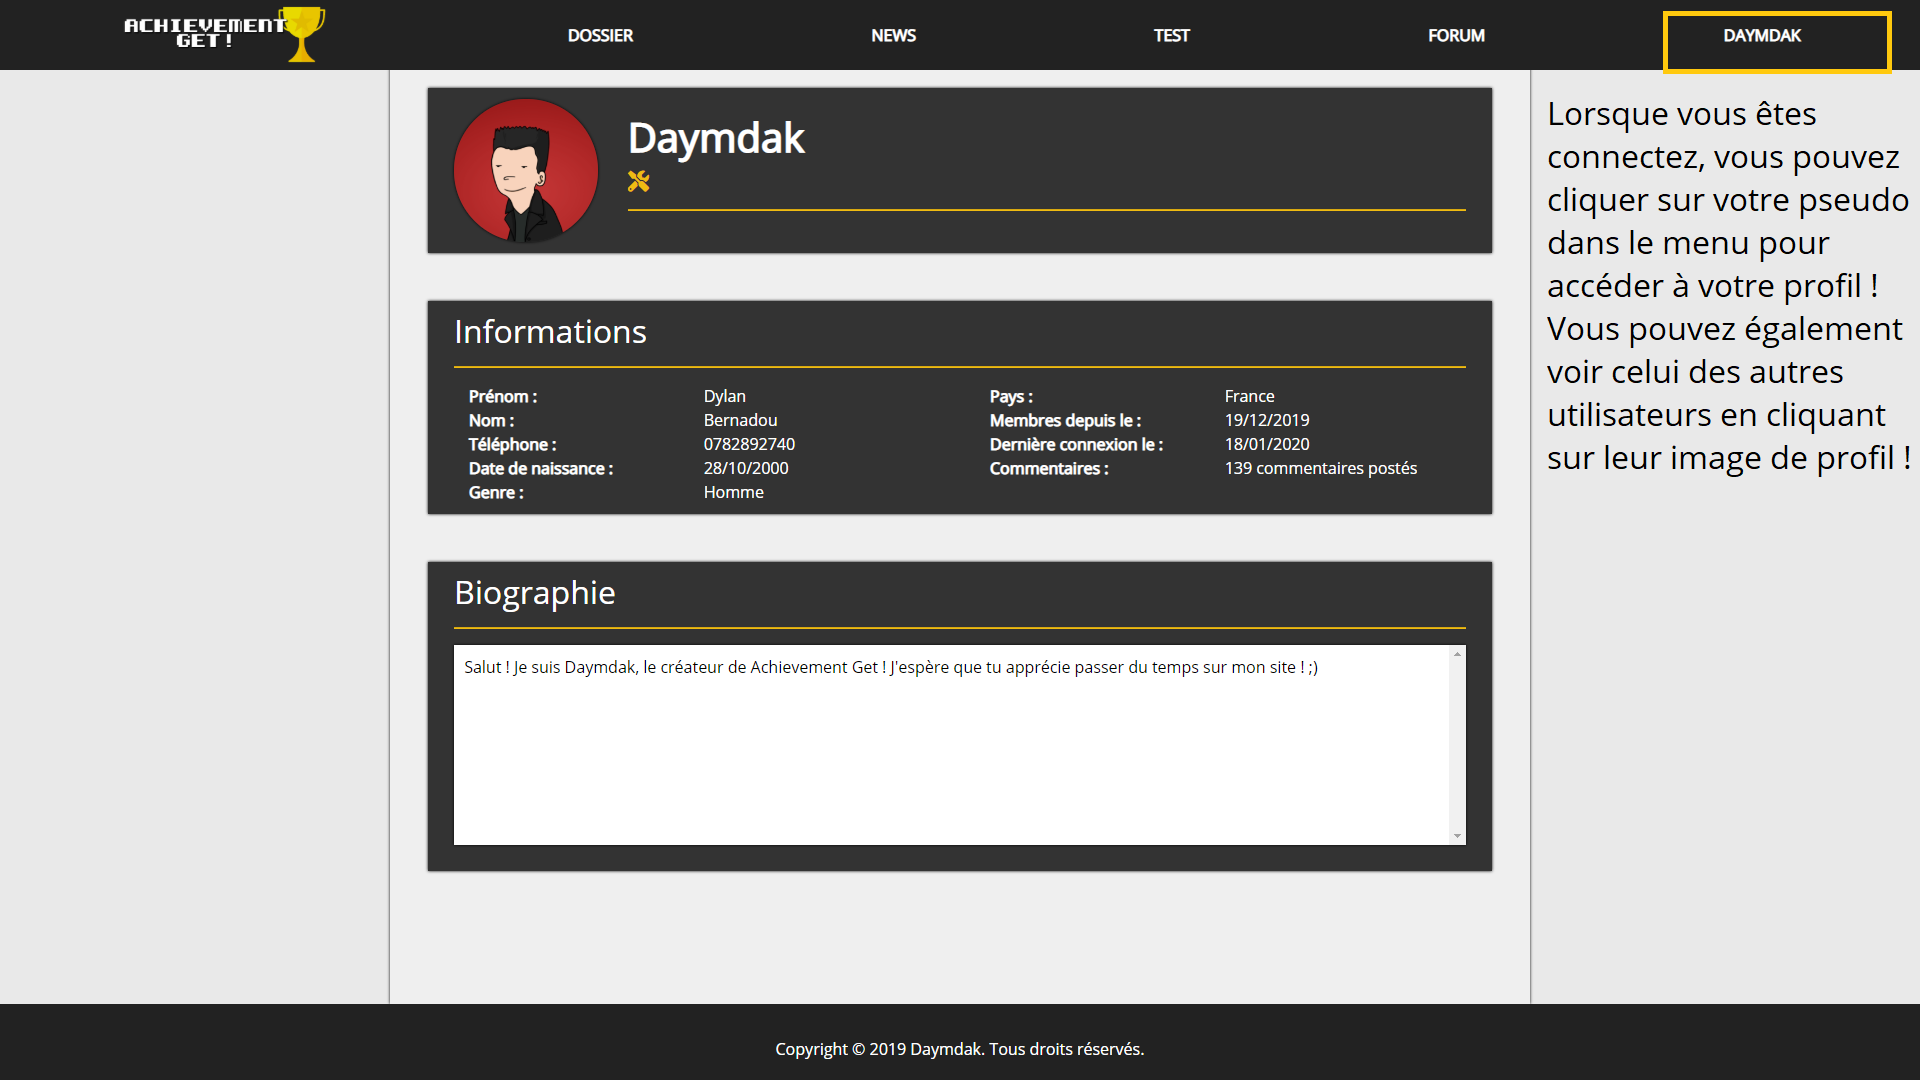 ACHIEVEMENT
GET !
DOSSIER
NEWS
TEST
FORUM
DAYMDAK
Daymdak
Informations
Prénom : Dylan
Nom : Bernadou
Téléphone : 0782892740
Date de naissance : 28/10/2000
Genre : Homme
Pays : France
Membres depuis le : 19/12/2019
Dernière connexion le : 18/01/2020
Commentaires : 139 commentaires postés
Biographie
Salut ! Je suis Daymdak, le créateur de Achievement Get ! J'espère que tu apprécie passer du temps sur mon site ! ;)
Lorsque vous êtes
connectez, vous pouvez
cliquer sur votre pseudo
dans le menu pour
accéder à votre profil !
Vous pouvez également
voir celui des autres
utilisateurs en cliquant
sur leur image de profil !
Copyright © 2019 Daymdak. Tous droits réservés.